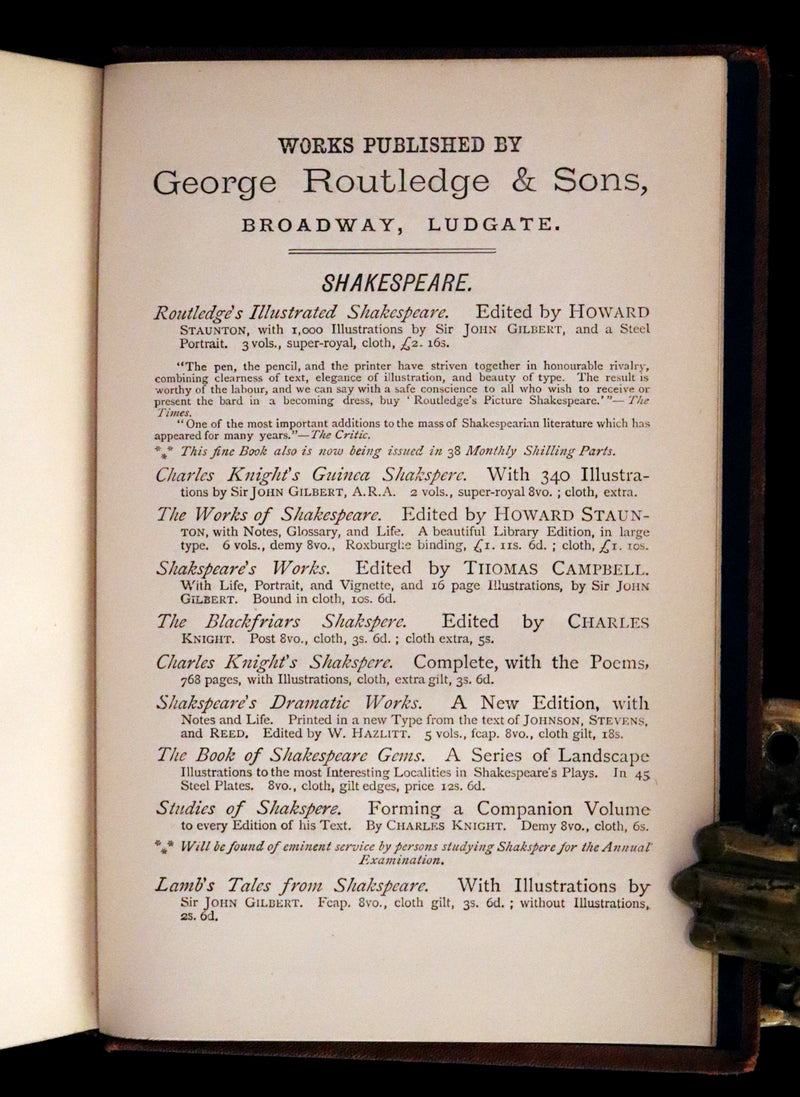 WORKS PUBLISHED BY
George Routledge & Sons,
BROADWAY, LUDGATE.
SHAKESPEARE.
Routledge's Illustrated Shakespeare. Edited by HOWARD
STAUNTON, with 1,000 Illustrations by Sir JOHN GILBERT, and a Steel
Portrait. 3 vols., super-royal, cloth, £2. 16s.
"The pen, the pencil, and the printer have striven together in honourable rivalry,
combining clearness of text, elegance of illustration, and beauty of type. The result is
worthy of the labour, and we can say with a safe conscience to all who wish to receive or
present the bard in a becoming dress, buy 'Routledge's Picture Shakespeare.'"—The
Times.
"One of the most important additions to the mass of Shakespearian literature which has
appeared for many years."—The Critic.
*** This fine Book also is now being issued in 38 Monthly Shilling Parts.
Charles Knight's Guinea Shakspere. With 340 Illustra-
tions by Sir JOHN GILBERT, A.R.A. 2 vols., super-royal 8vo. ; cloth, extra.
The Works of Shakespeare. Edited by HOWARD STAUN-
TON, with Notes, Glossary, and Life. A beautiful Library Edition, in large
type. 6 vols., demy 8vo., Roxburghe binding, £1. 11s. 6d. ; cloth, £1. 10s.
Shakspeare's Works. Edited by THOMAS CAMPBELL.
With Life, Portrait, and Vignette, and 16 page Illustrations, by Sir JOHN
GILBERT. Bound in cloth, 10s. 6d.
The Blackfriars Shakspere. Edited by CHARLES
KNIGHT. Post 8vo., cloth, 3s. 6d. ; cloth extra, 5s.
Charles Knight's Shakspere. Complete, with the Poems,
768 pages, with Illustrations, cloth, extra gilt, 3s. 6d.
Shakspeare's Dramatic Works. A New Edition, with
Notes and Life. Printed in a new Type from the text of JOHNSON, STEVENS,
and REED. Edited by W. HAZLITT. 5 vols., fcap. 8vo., cloth gilt, 18s.
The Book of Shakespeare Gems. A Series of Landscape
Illustrations to the most Interesting Localities in Shakespeare's Plays. In 45
Steel Plates. 8vo., cloth, gilt edges, price 12s. 6d.
Studies of Shakspere. Forming a Companion Volume
to every Edition of his Text. By CHARLES KNIGHT. Demy 8vo., cloth, 6s.
*** Will be found of eminent service by persons studying Shakspere for the Annual
Examination.
Lamb's Tales from Shakspeare. With Illustrations by
Sir JOHN GILBERT. Fcap. 8vo., cloth gilt, 3s. 6d. ; without Illustrations,
2s. 6d.